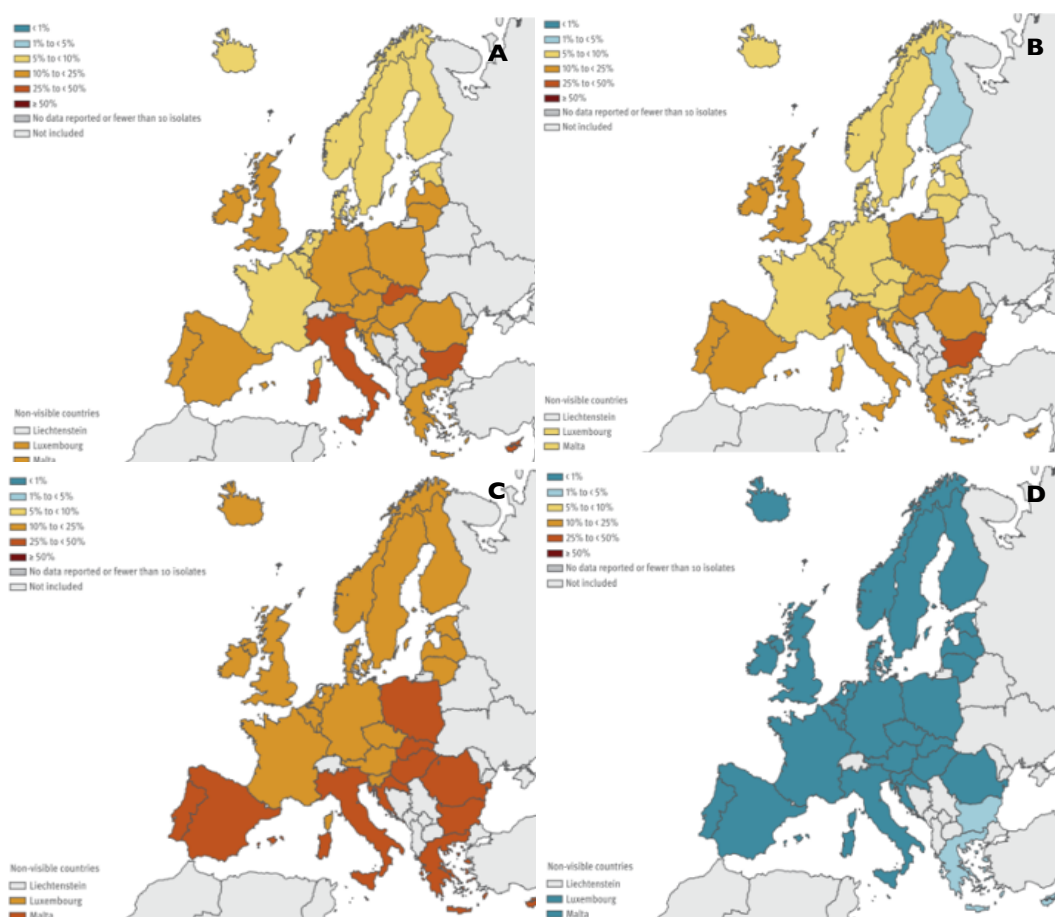 A
< 1%
1% to < 5%
5% to < 10%
10% to < 25%
25% to < 50%
≥ 50%
No data reported or fewer than 10 isolates
Not included
Non-visible countries
Liechtenstein
Luxembourg
Malta
B
< 1%
1% to < 5%
5% to < 10%
10% to < 25%
25% to < 50%
≥ 50%
No data reported or fewer than 10 isolates
Not included
Non-visible countries
Liechtenstein
Luxembourg
Malta
C
< 1%
1% to < 5%
5% to < 10%
10% to < 25%
25% to < 50%
≥ 50%
No data reported or fewer than 10 isolates
Not included
Non-visible countries
Liechtenstein
Luxembourg
Malta
D
< 1%
1% to < 5%
5% to < 10%
10% to < 25%
25% to < 50%
≥ 50%
No data reported or fewer than 10 isolates
Not included
Non-visible countries
Liechtenstein
Luxembourg
Malta